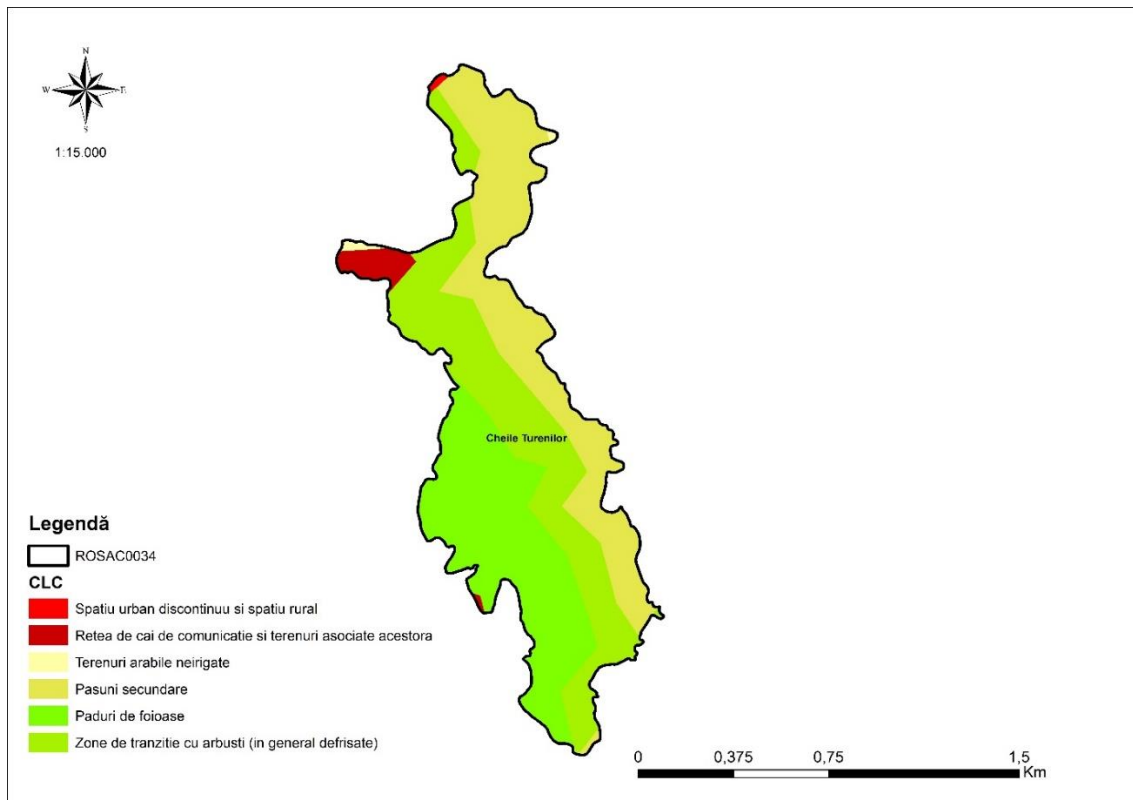 N
W E
S
1:15.000
Cheile Turenilor
Legendă
ROSAC0034
CLC
Spatiu urban discontinuu si spatiu rural
Retea de cai de comunicatie si terenuri asociate acestora
Terenuri arabile neirigate
Pasuni secundare
Paduri de foioase
Zone de tranzitie cu arbusti (in general defrisate)
0 0,375 0,75 1,5
Km